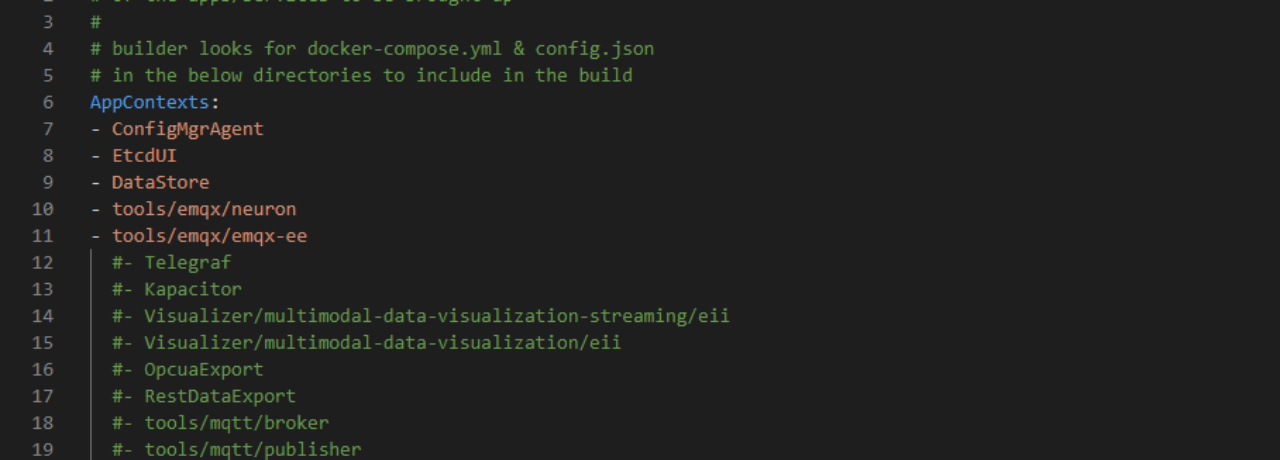 2 # of the apps/services to be brought up
3 #
4 # builder looks for docker-compose.yml & config.json
5 # in the below directories to include in the build
6 AppContexts:
7 - ConfigMgrAgent
8 - EtcdUI
9 - DataStore
10 - tools/emqx/neuron
11 - tools/emqx/emqx-ee
12 #- Telegraf
13 #- Kapacitor
14 #- Visualizer/multimodal-data-visualization-streaming/eii
15 #- Visualizer/multimodal-data-visualization/eii
16 #- OpcuaExport
17 #- RestDataExport
18 #- tools/mqtt/broker
19 #- tools/mqtt/publisher